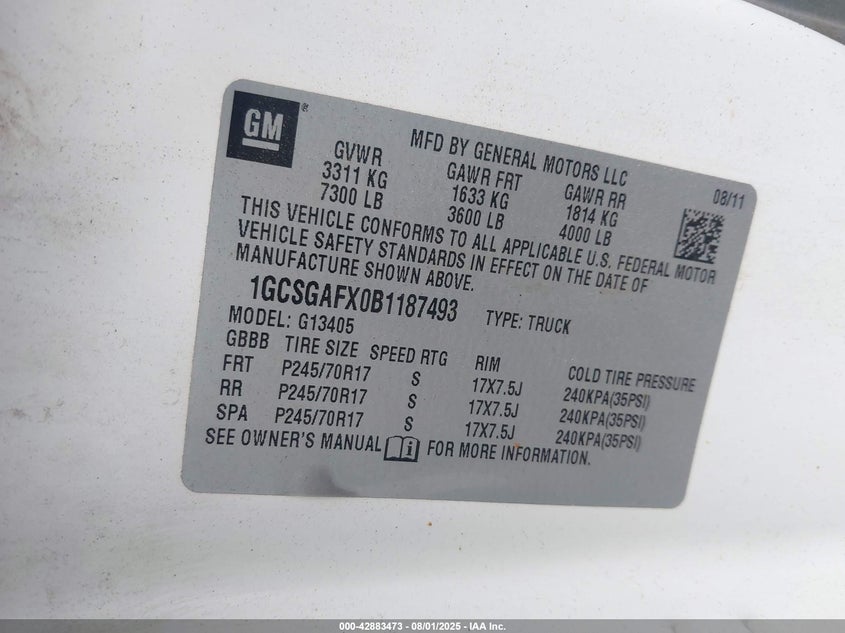 GM
MFD BY GENERAL MOTORS LLC
08/11
GVWR GAWR FRT GAWR RR
3311 KG 1633 KG 1814 KG
7300 LB 3600 LB 4000 LB
THIS VEHICLE CONFORMS TO ALL APPLICABLE U.S. FEDERAL MOTOR
VEHICLE SAFETY STANDARDS IN EFFECT ON THE DATE OF
MANUFACTURE SHOWN ABOVE.
1GCSGAFX0B1187493 TYPE: TRUCK
MODEL: G13405
GBBB TIRE SIZE SPEED RTG RIM COLD TIRE PRESSURE
FRT P245/70R17 S 17X7.5J 240KPA(35PSI)
RR P245/70R17 S 17X7.5J 240KPA(35PSI)
SPA P245/70R17 S 17X7.5J 240KPA(35PSI)
SEE OWNER'S MANUAL i FOR MORE INFORMATION.
000-42883473 - 08/01/2025 - IAA Inc.